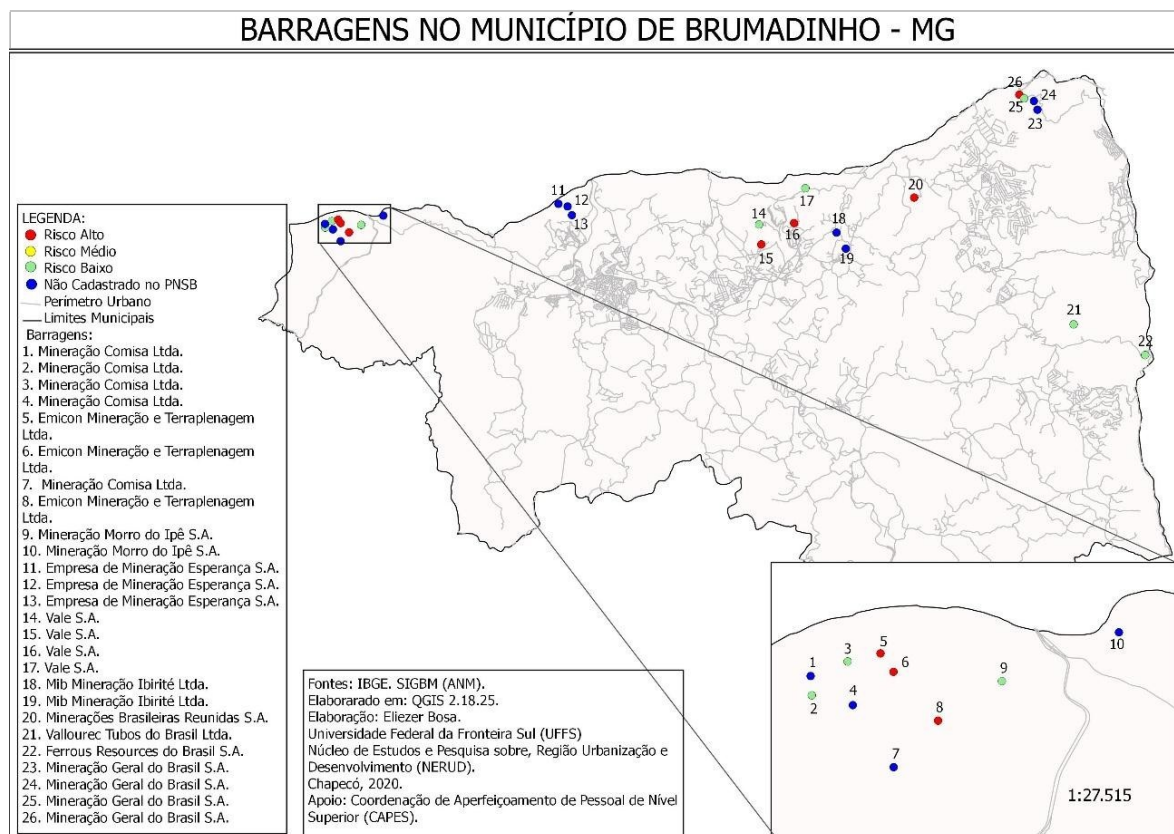 BARRAGENS NO MUNICÍPIO DE BRUMADINHO - MG
26
25
24
23
20
17
11
12
13
14
16
18
15
19
21
22
LEGENDA:
Risco Alto
Risco Médio
Risco Baixo
Não Cadastrado no PNSB
Perímetro Urbano
Limites Municipais
Barragens:
1. Mineração Comisa Ltda.
2. Mineração Comisa Ltda.
3. Mineração Comisa Ltda.
4. Mineração Comisa Ltda.
5. Emicon Mineração e Terraplenagem
Ltda.
6. Emicon Mineração e Terraplenagem
Ltda.
7. Mineração Comisa Ltda.
8. Emicon Mineração e Terraplenagem
Ltda.
9. Mineração Morro do Ipê S.A.
10. Mineração Morro do Ipê S.A.
11. Empresa de Mineração Esperança S.A.
12. Empresa de Mineração Esperança S.A.
13. Empresa de Mineração Esperança S.A.
14. Vale S.A.
15. Vale S.A.
16. Vale S.A.
17. Vale S.A.
18. Mib Mineração Ibirité Ltda.
19. Mib Mineração Ibirité Ltda.
20. Minerações Brasileiras Reunidas S.A.
21. Vallourec Tubos do Brasil Ltda.
22. Ferrous Resources do Brasil S.A.
23. Mineração Geral do Brasil S.A.
24. Mineração Geral do Brasil S.A.
25. Mineração Geral do Brasil S.A.
26. Mineração Geral do Brasil S.A.
Fontes: IBGE. SIGBM (ANM).
Elaborarado em: QGIS 2.18.25.
Elaboração: Eliezer Bosa.
Universidade Federal da Fronteira Sul (UFFS)
Núcleo de Estudos e Pesquisa sobre, Região Urbanização e
Desenvolvimento (NERUD).
Chapecó, 2020.
Apoio: Coordenação de Aperfeiçoamento de Pessoal de Nível
Superior (CAPES).
10
5
3
6
1
9
2
4
8
7
1:27.515